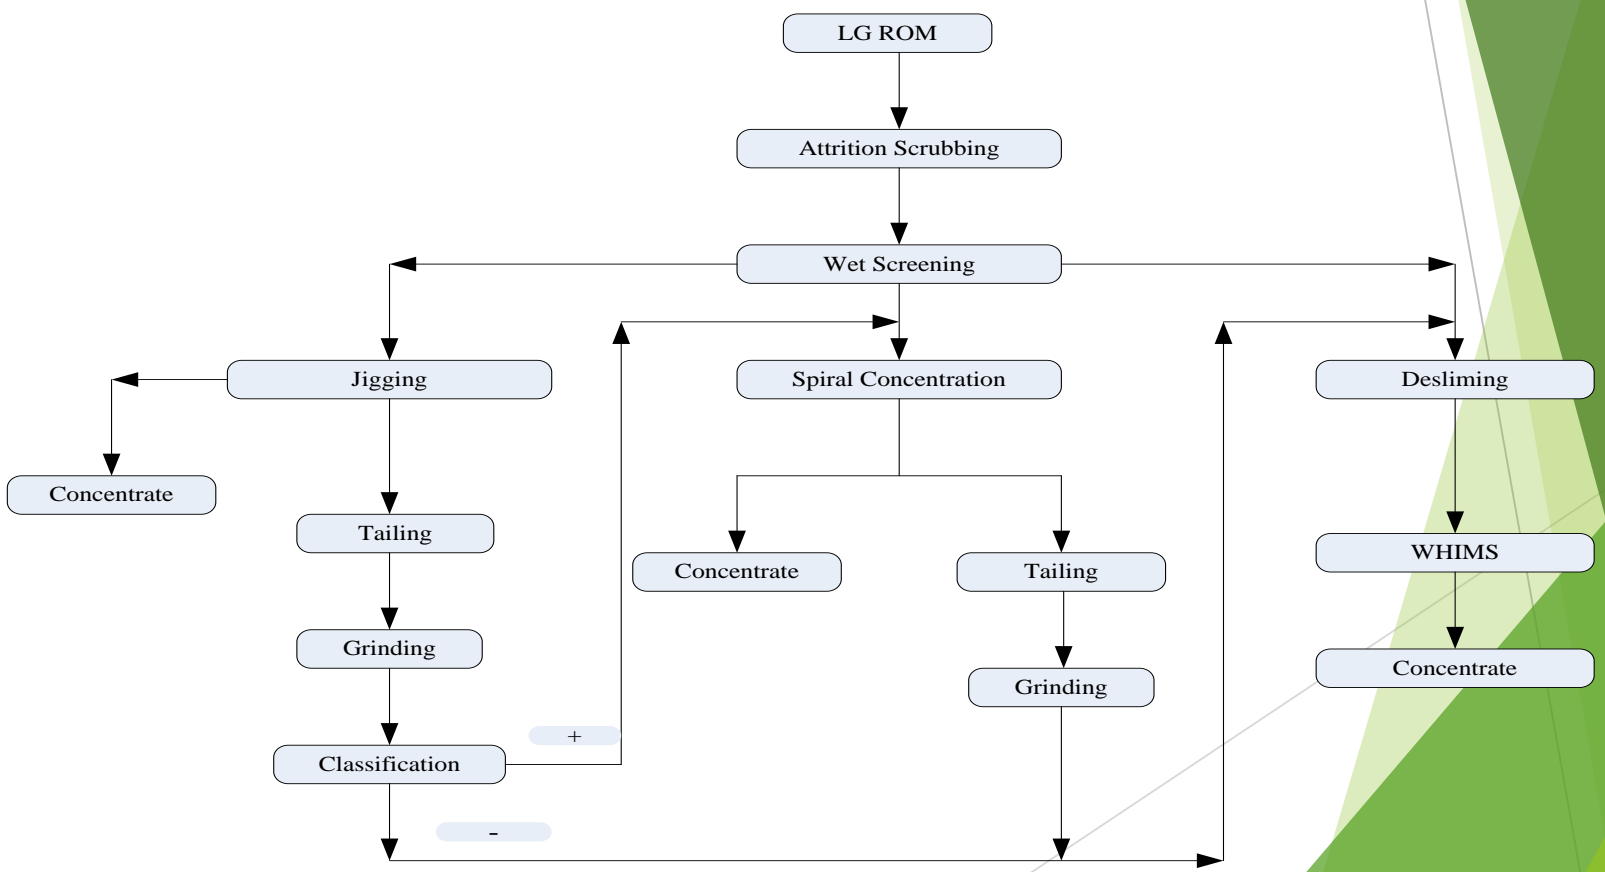 LG ROM
Attrition Scrubbing
Wet Screening
Jigging
Spiral Concentration
Desliming
Concentrate
Tailing
Concentrate
Tailing
WHIMS
Grinding
Grinding
Concentrate
+
Classification
-